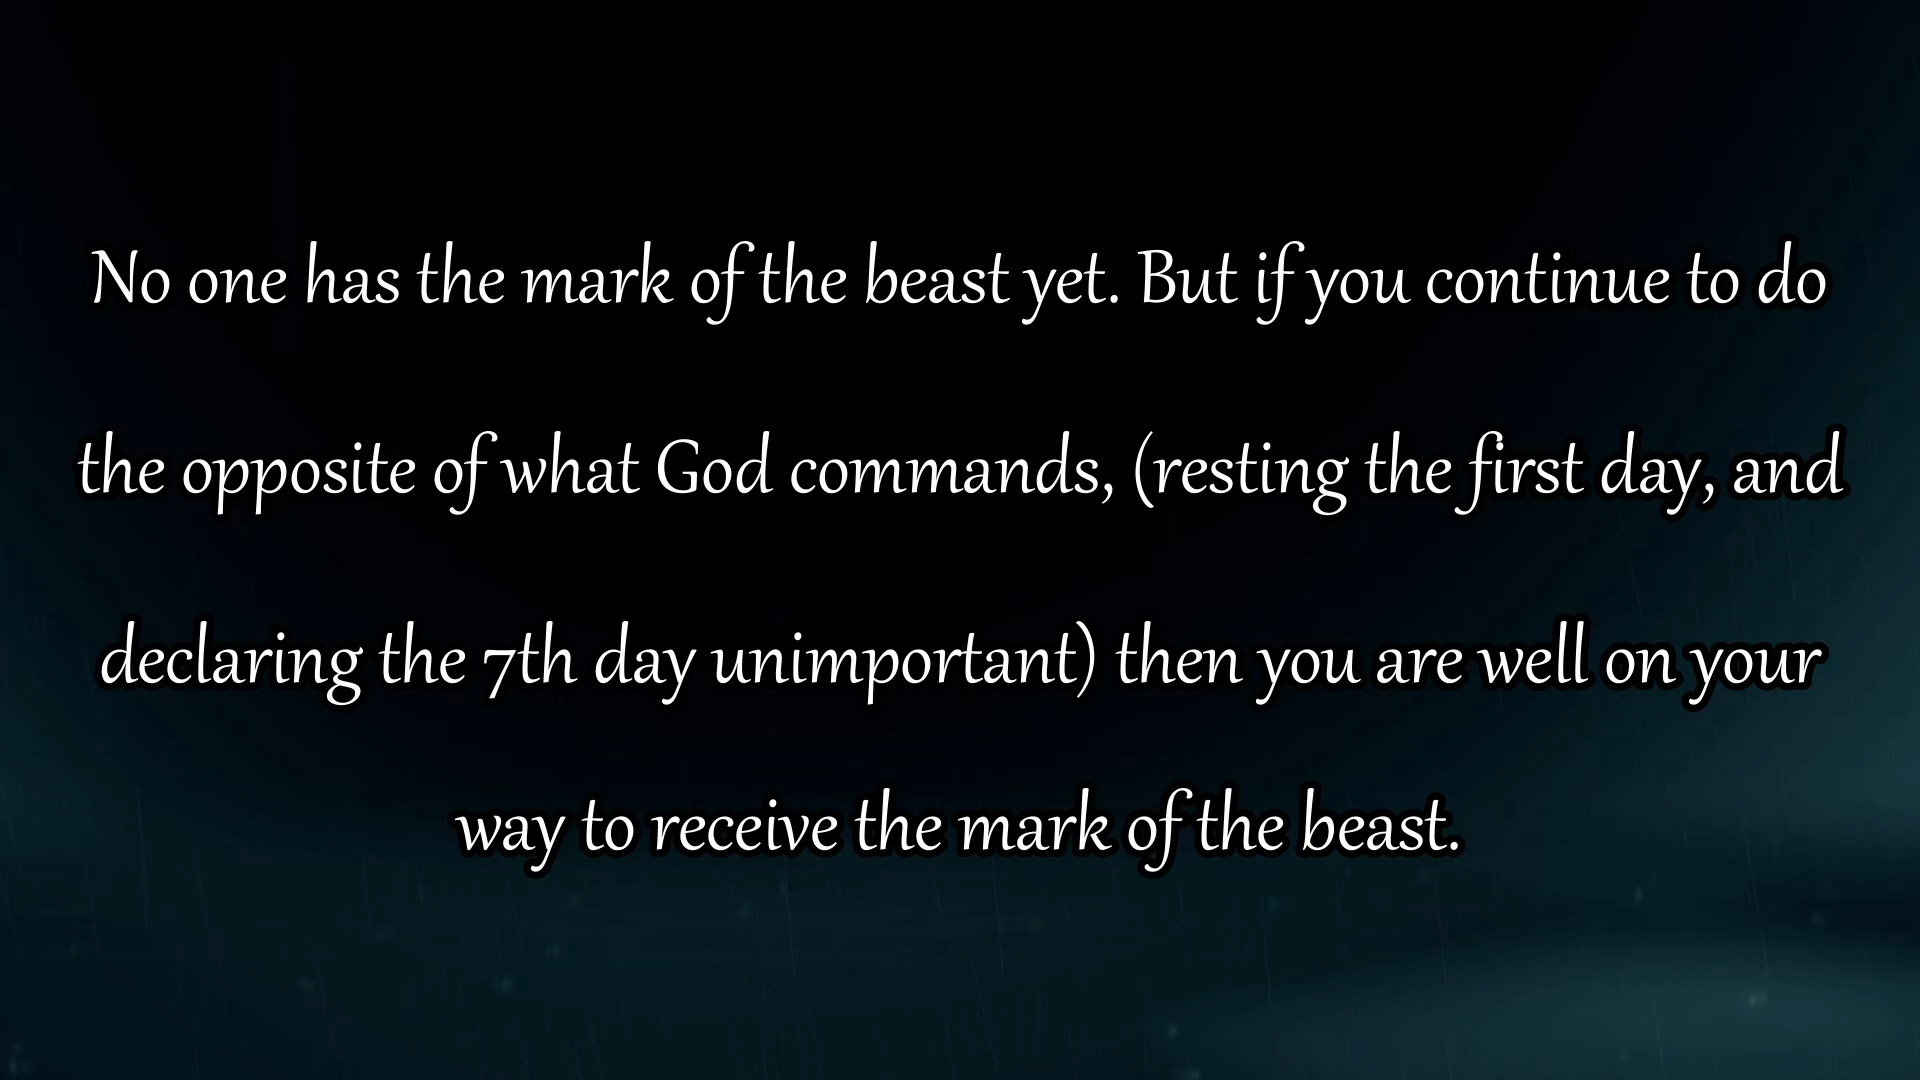 No one has the mark of the beast yet. But if you continue to do
the opposite of what God commands, (resting the first day, and
declaring the 7th day unimportant) then you are well on your
way to receive the mark of the beast.